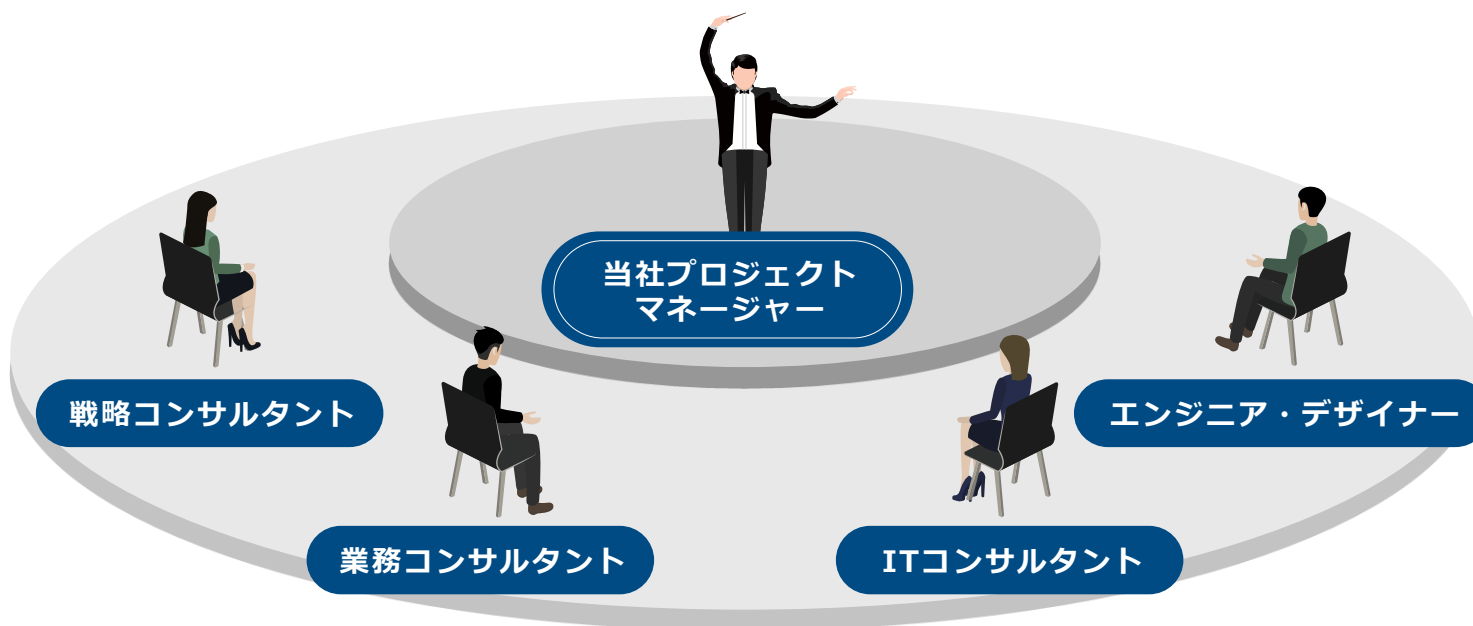 当社プロジェクト
マネージャー
戦略コンサルタント
エンジニア・デザイナー
業務コンサルタント
ITコンサルタント